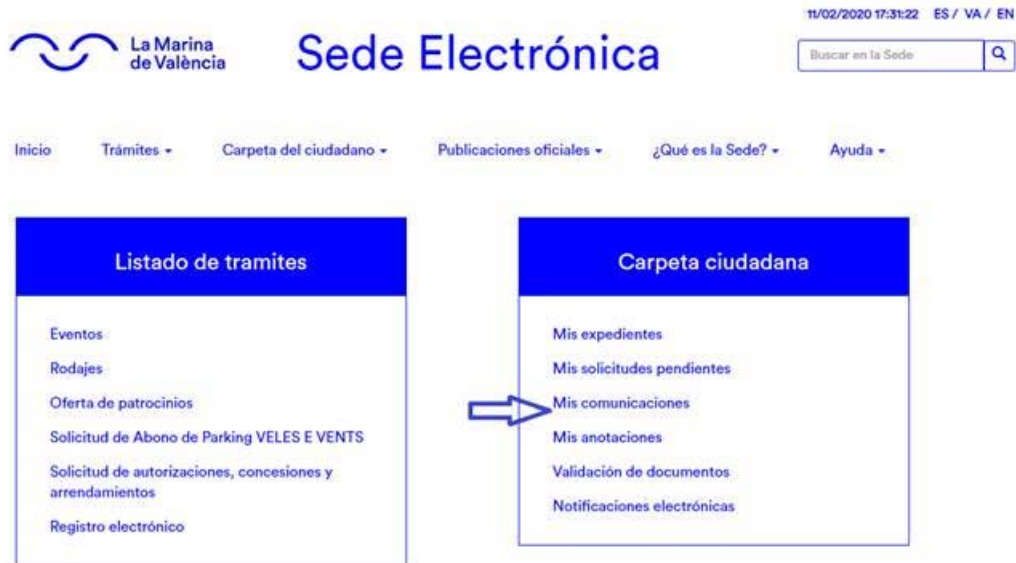 11/02/2020 17:31:22 ES / VA / EN
La Marina
de València
Sede Electrónica
Buscar en la Sede
Inicio Trámites Carpeta del ciudadano Publicaciones oficiales ¿Qué es la Sede? Ayuda
Listado de tramites
Eventos
Rodajes
Oferta de patrocinios
Solicitud de Abono de Parking VELES E VENTS
Solicitud de autorizaciones, concesiones y
arrendamientos
Registro electrónico
Carpeta ciudadana
Mis expedientes
Mis solicitudes pendientes
Mis comunicaciones
Mis anotaciones
Validación de documentos
Notificaciones electrónicas